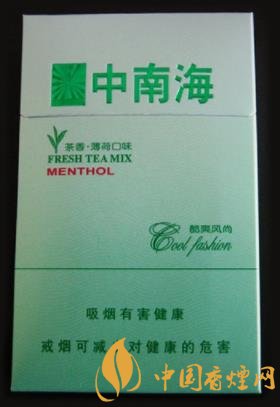 中南海
茶香·薄荷口味
FRESH TEA MIX
MENTHOL
酷爽风尚
Cool fashion
吸烟有害健康
戒烟可减 对健康的危害
中国香烟网